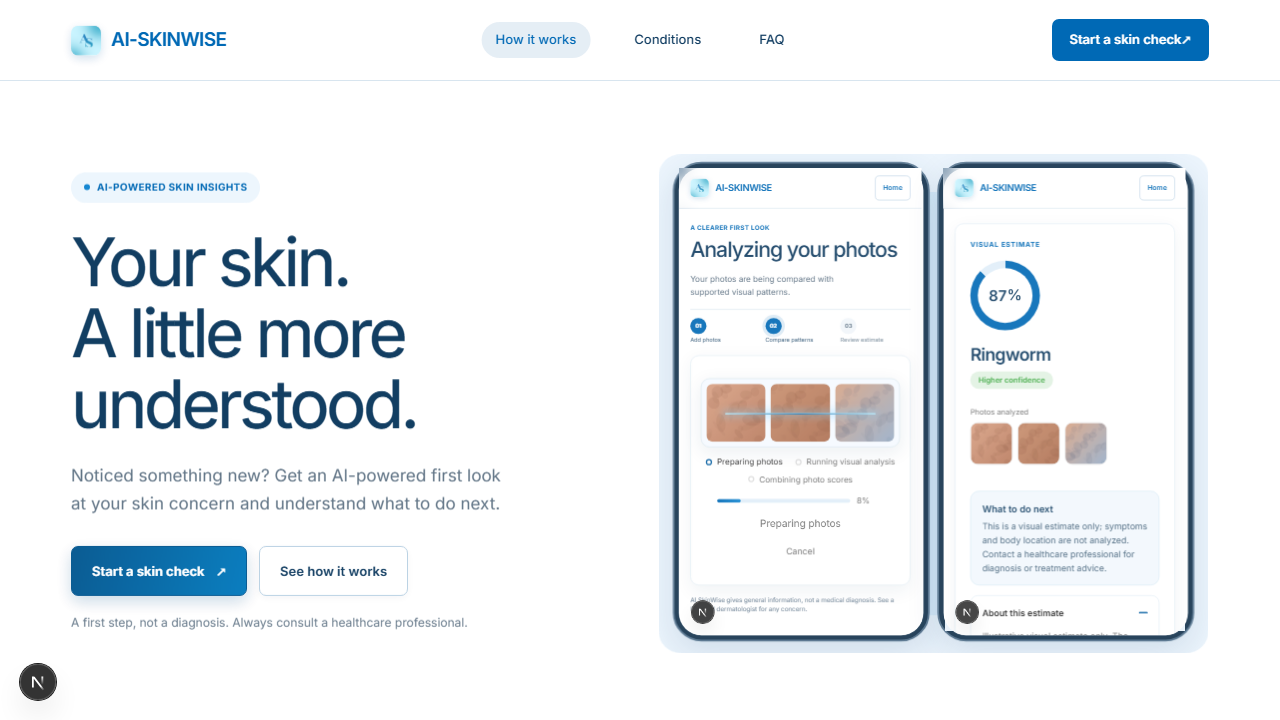 AI-SKINWISE
How it works
Conditions
FAQ
Start a skin check↗
AI-POWERED SKIN INSIGHTS
Your skin.
A little more
understood.
Noticed something new? Get an AI-powered first look
at your skin concern and understand what to do next.
Start a skin check ↗
See how it works
A first step, not a diagnosis. Always consult a healthcare professional.
N
AI-SKINWISE
Home
A CLEARER FIRST LOOK
Analyzing your photos
Your photos are being compared with
supported visual patterns.
01
02
03
Add photos
Compare patterns
Review estimate
Preparing photos
Running visual analysis
Combining photo scores
8%
Preparing photos
Cancel
gives general information, not a medical diagnosis. See a
dermatologist for any concern.
N
AI-SKINWISE
Home
VISUAL ESTIMATE
87%
Ringworm
Higher confidence
Photos analyzed
What to do next
This is a visual estimate only; symptoms
and body location are not analyzed.
Contact a healthcare professional for
diagnosis or treatment advice.
N
About this estimate